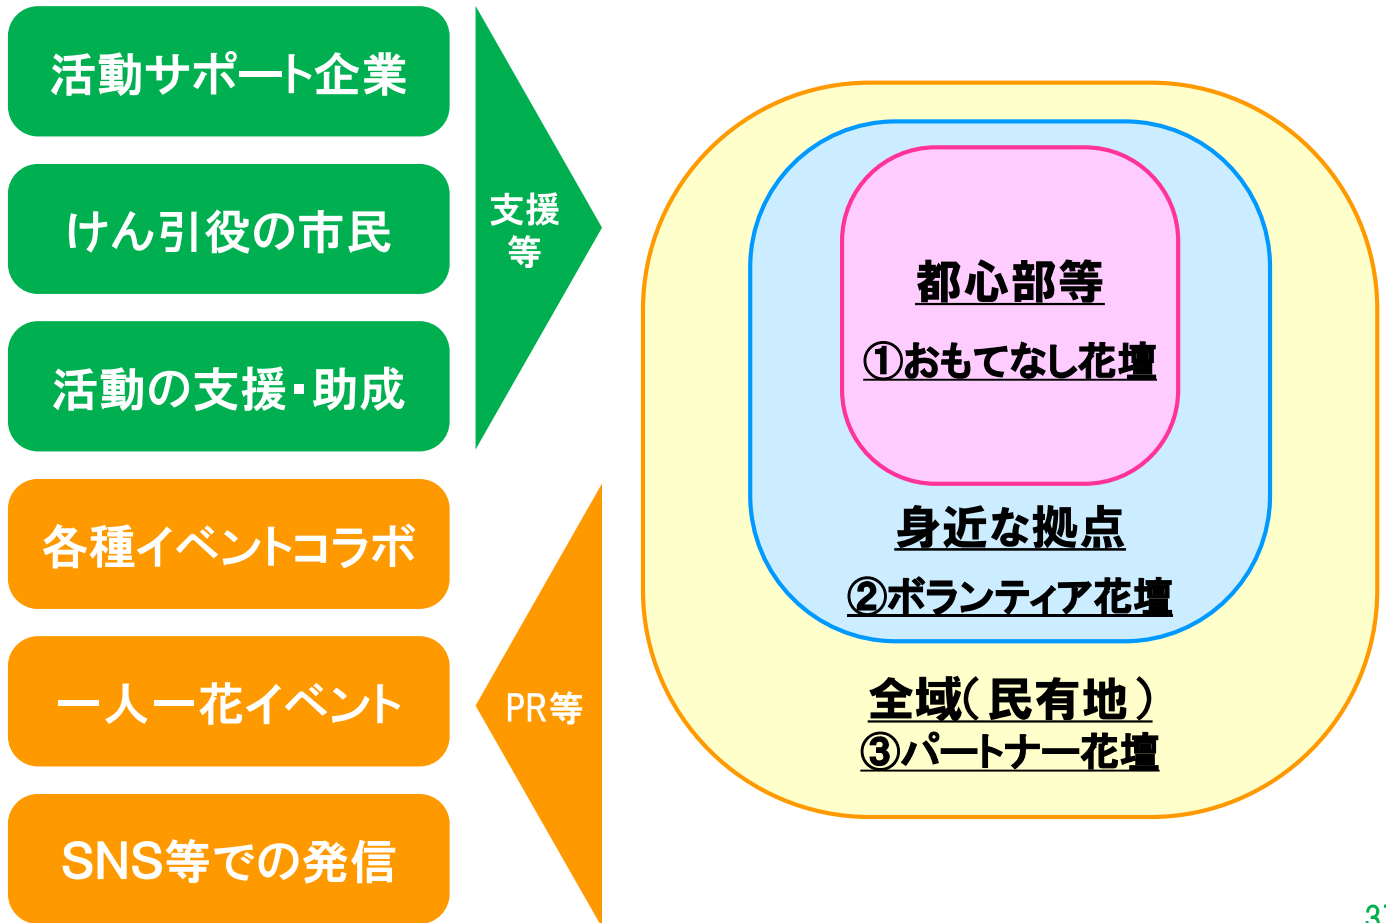 活動サポート企業
けん引役の市民
活動の支援・助成
支援
等
各種イベントコラボ
一人一花イベント
SNS等での発信
PR等
都心部等
①おもてなし花壇
身近な拠点
②ボランティア花壇
全域(民有地)
③パートナー花壇